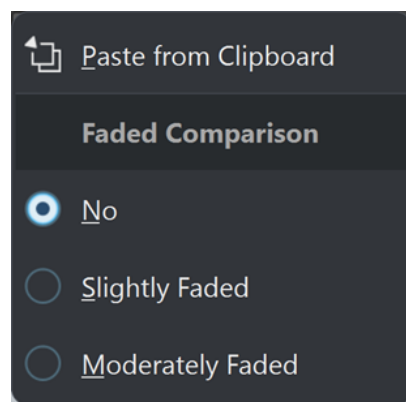 Paste from Clipboard
Faded Comparison
No
Slightly Faded
Moderately Faded